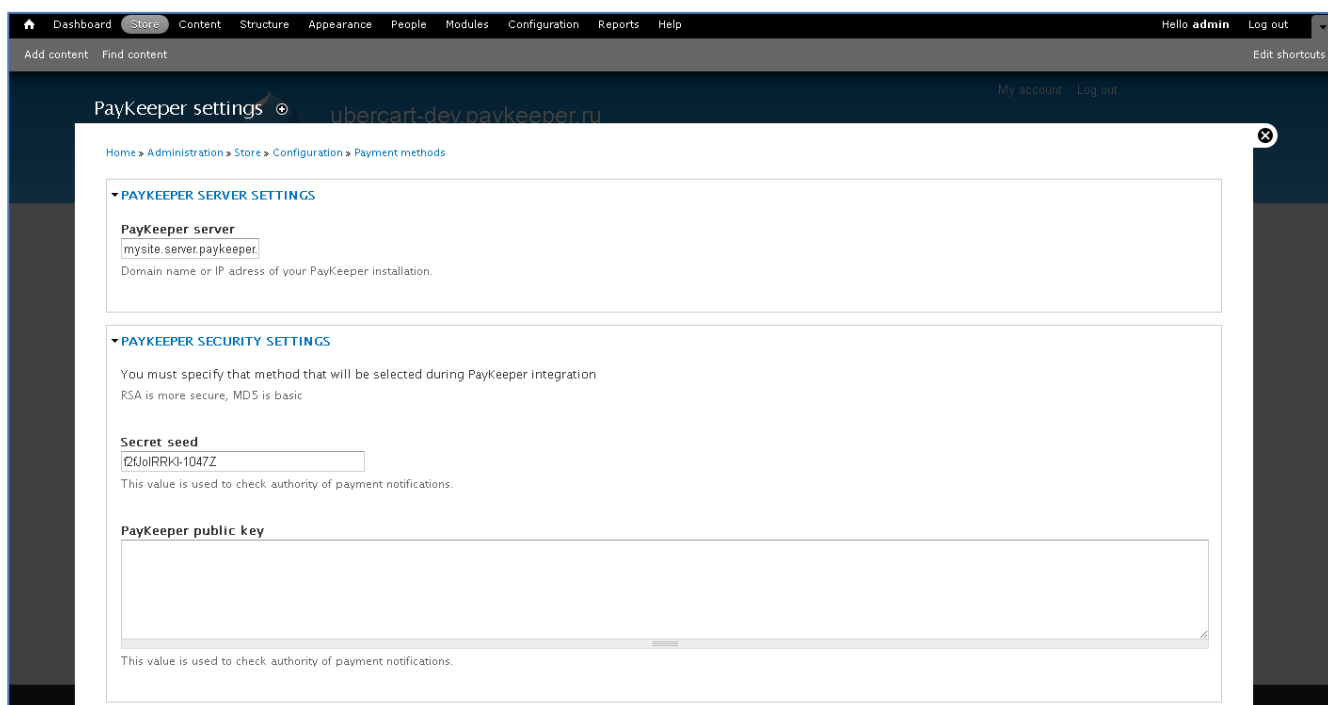 Dashboard Store Content Structure Appearance People Modules Configuration Reports Help Hello admin Log out
Add content Find content Edit shortcuts
My account Log out
PayKeeper settings
ubercart-dev.paykeeper.ru
Home » Administration » Store » Configuration » Payment methods
PAYKEEPER SERVER SETTINGS
PayKeeper server
mysite.server.paykeeper.
Domain name or IP adress of your PayKeeper installation.
PAYKEEPER SECURITY SETTINGS
You must specify that method that will be selected during PayKeeper integration
RSA is more secure, MD5 is basic
Secret seed
This value is used to check authority of payment notifications.
PayKeeper public key
This value is used to check authority of payment notifications.